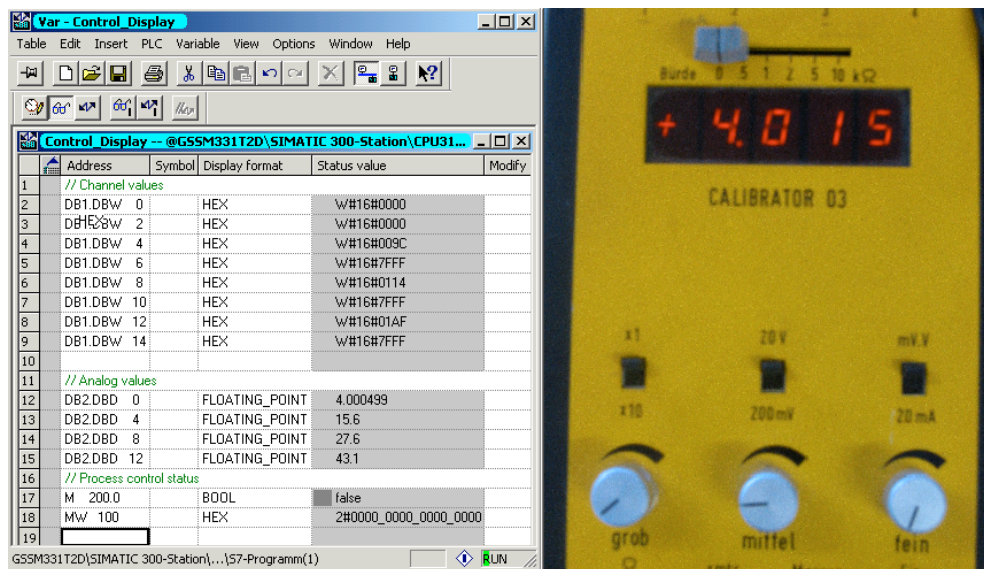 Var - Control_Display
Table Edit Insert PLC Variable View Options Window Help
Control_Display -- @GSSM331T2D\SIMATIC 300-Station\CPU31...
Address Symbol Display format Status value Modify
1 // Channel values
2 DB1.DBW 0 HEX W#16#0000
3 DB1.DBW 2 HEX W#16#0000
HEX
4 DB1.DBW 4 HEX W#16#009C
5 DB1.DBW 6 HEX W#16#7FFF
6 DB1.DBW 8 HEX W#16#0114
7 DB1.DBW 10 HEX W#16#7FFF
8 DB1.DBW 12 HEX W#16#01AF
9 DB1.DBW 14 HEX W#16#7FFF
10
11 // Analog values
12 DB2.DBD 0 FLOATING_POINT 4.000499
13 DB2.DBD 4 FLOATING_POINT 15.6
14 DB2.DBD 8 FLOATING_POINT 27.6
15 DB2.DBD 12 FLOATING_POINT 43.1
16 // Process control status
17 M 200.0 BOOL false
18 MW 100 HEX 2#0000_0000_0000_0000
19
GSSM331T2D\SIMATIC 300-Station\...\S7-Programm(1) RUN
Bürde 0 .5 1 2 5 10 kΩ
+ 4.015
CALIBRATOR 03
x1 20 V mV.V
x10 200 mV 20 mA
grob mittel fein